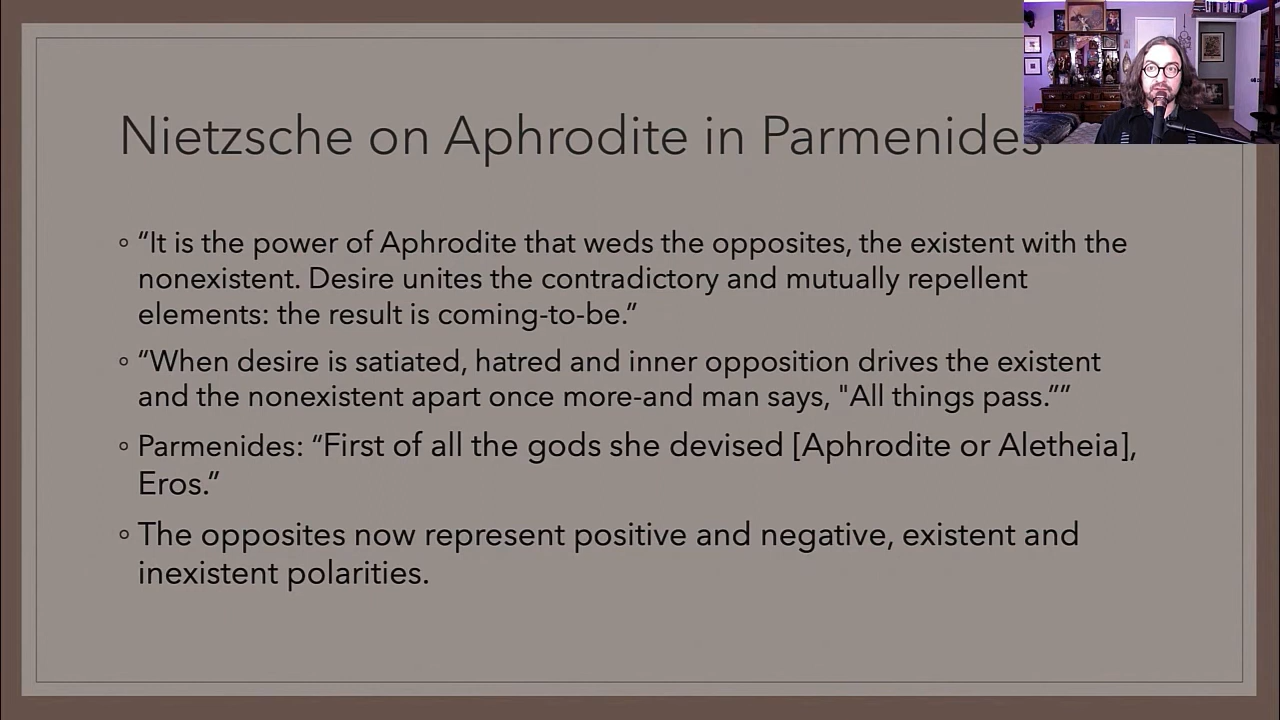 Nietzsche on Aphrodite in Parmenides
◦ “It is the power of Aphrodite that weds the opposites, the existent with the
nonexistent. Desire unites the contradictory and mutually repellent
elements: the result is coming-to-be.”
◦ “When desire is satiated, hatred and inner opposition drives the existent
and the nonexistent apart once more-and man says, "All things pass.””
◦ Parmenides: “First of all the gods she devised [Aphrodite or Aletheia],
Eros.”
◦ The opposites now represent positive and negative, existent and
inexistent polarities.